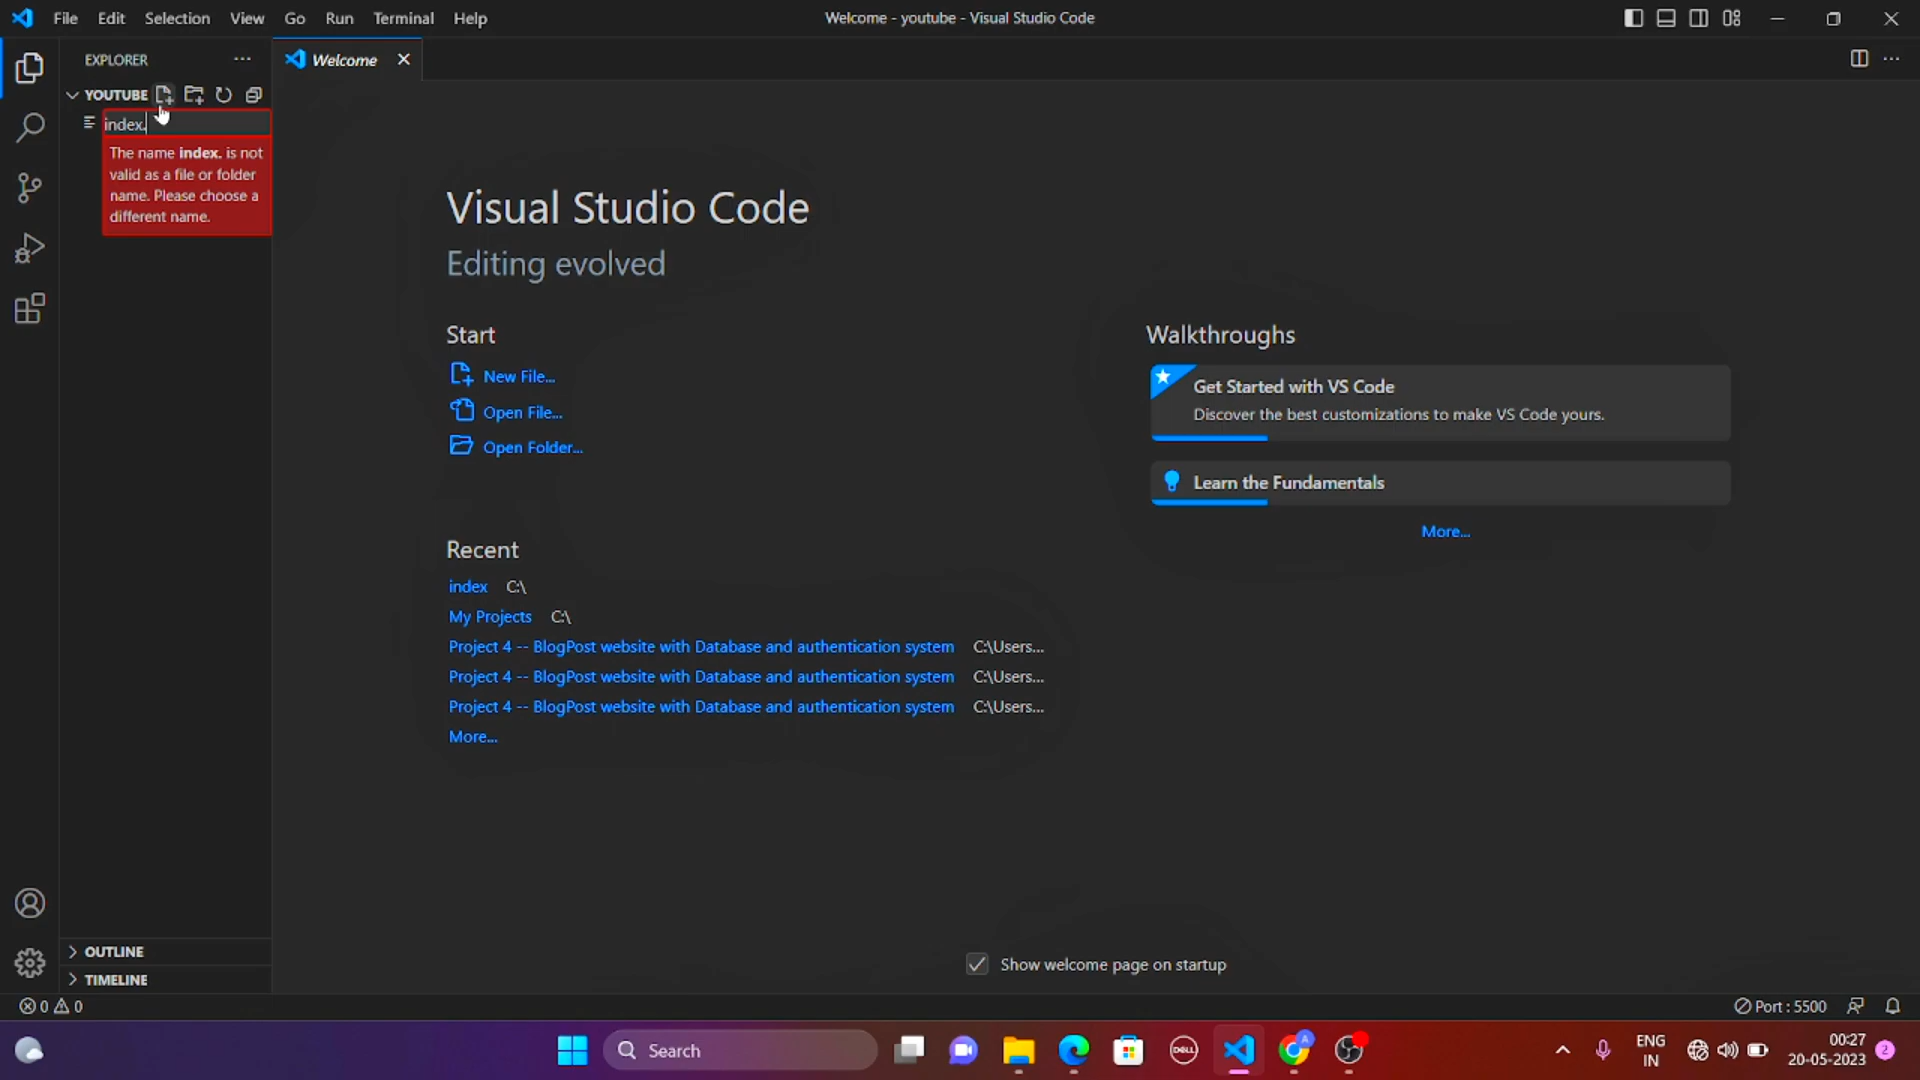 File Edit Selection View Go Run Terminal Help
Welcome - youtube - Visual Studio Code
EXPLORER
Welcome
YOUTUBE
index.
The name index. is not
valid as a file or folder
name. Please choose a
different name.
Visual Studio Code
Editing evolved
Start
New File...
Open File...
Open Folder...
Walkthroughs
Get Started with VS Code
Discover the best customizations to make VS Code yours.
Learn the Fundamentals
More...
Recent
index C:\
My Projects C:\
Project 4 -- BlogPost website with Database and authentication system C:\Users...
Project 4 -- BlogPost website with Database and authentication system C:\Users...
Project 4 -- BlogPost website with Database and authentication system C:\Users...
More...
Show welcome page on startup
OUTLINE
TIMELINE
0 0
Port : 5500
Search
DELL
A
ENG
IN
00:27
20-05-2023
2